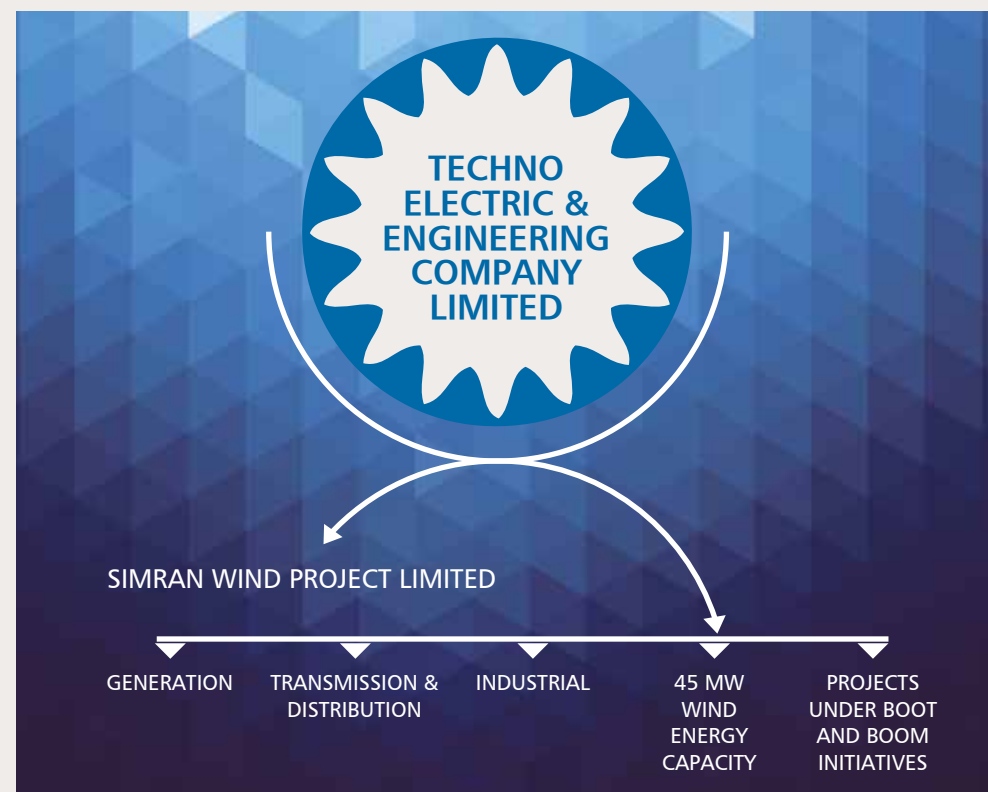 TECHNO
ELECTRIC &
ENGINEERING
COMPANY
LIMITED
SIMRAN WIND PROJECT LIMITED
GENERATION
TRANSMISSION &
DISTRIBUTION
INDUSTRIAL
45 MW
WIND
ENERGY
CAPACITY
PROJECTS
UNDER BOOT
AND BOOM
INITIATIVES